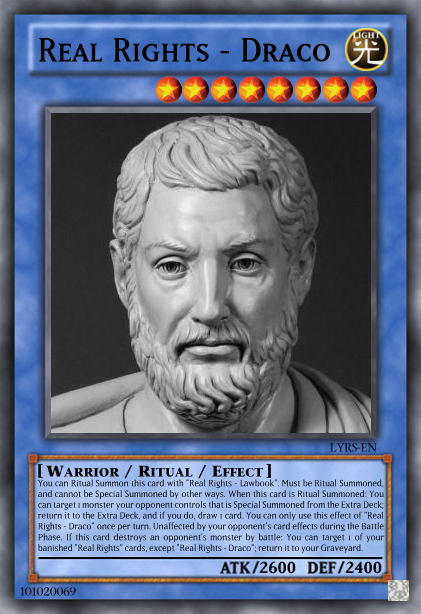 Real Rights - Draco
LIGHT
光
LYRS-EN
[ Warrior / Ritual / Effect ]
You can Ritual Summon this card with "Real Rights - Lawbook". Must be Ritual Summoned,
and cannot be Special Summoned by other ways. When this card is Ritual Summoned: You
can target 1 monster your opponent controls that is Special Summoned from the Extra Deck;
return it to the Extra Deck, and if you do, draw 1 card. You can only use this effect of "Real
Rights - Draco" once per turn. Unaffected by your opponent's card effects during the Battle
Phase. If this card destroys an opponent's monster by battle: You can target 1 of your
banished "Real Rights" cards, except "Real Rights - Draco"; return it to your Graveyard.
ATK/2600 DEF/2400
101020069